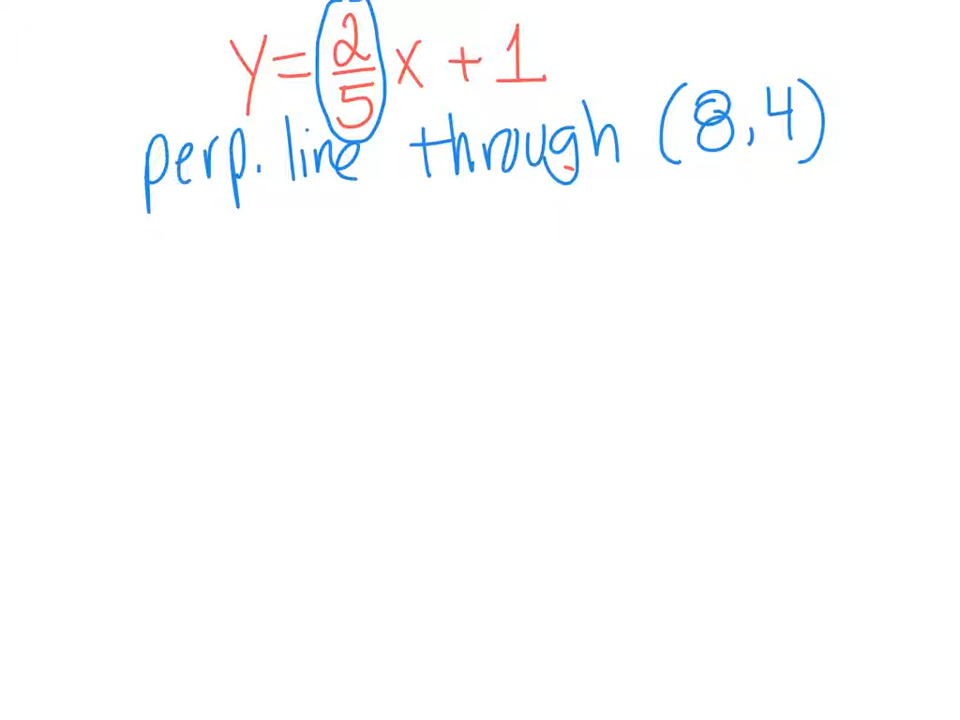 y = 2/5 x + 1
perp. line through (8, 4)